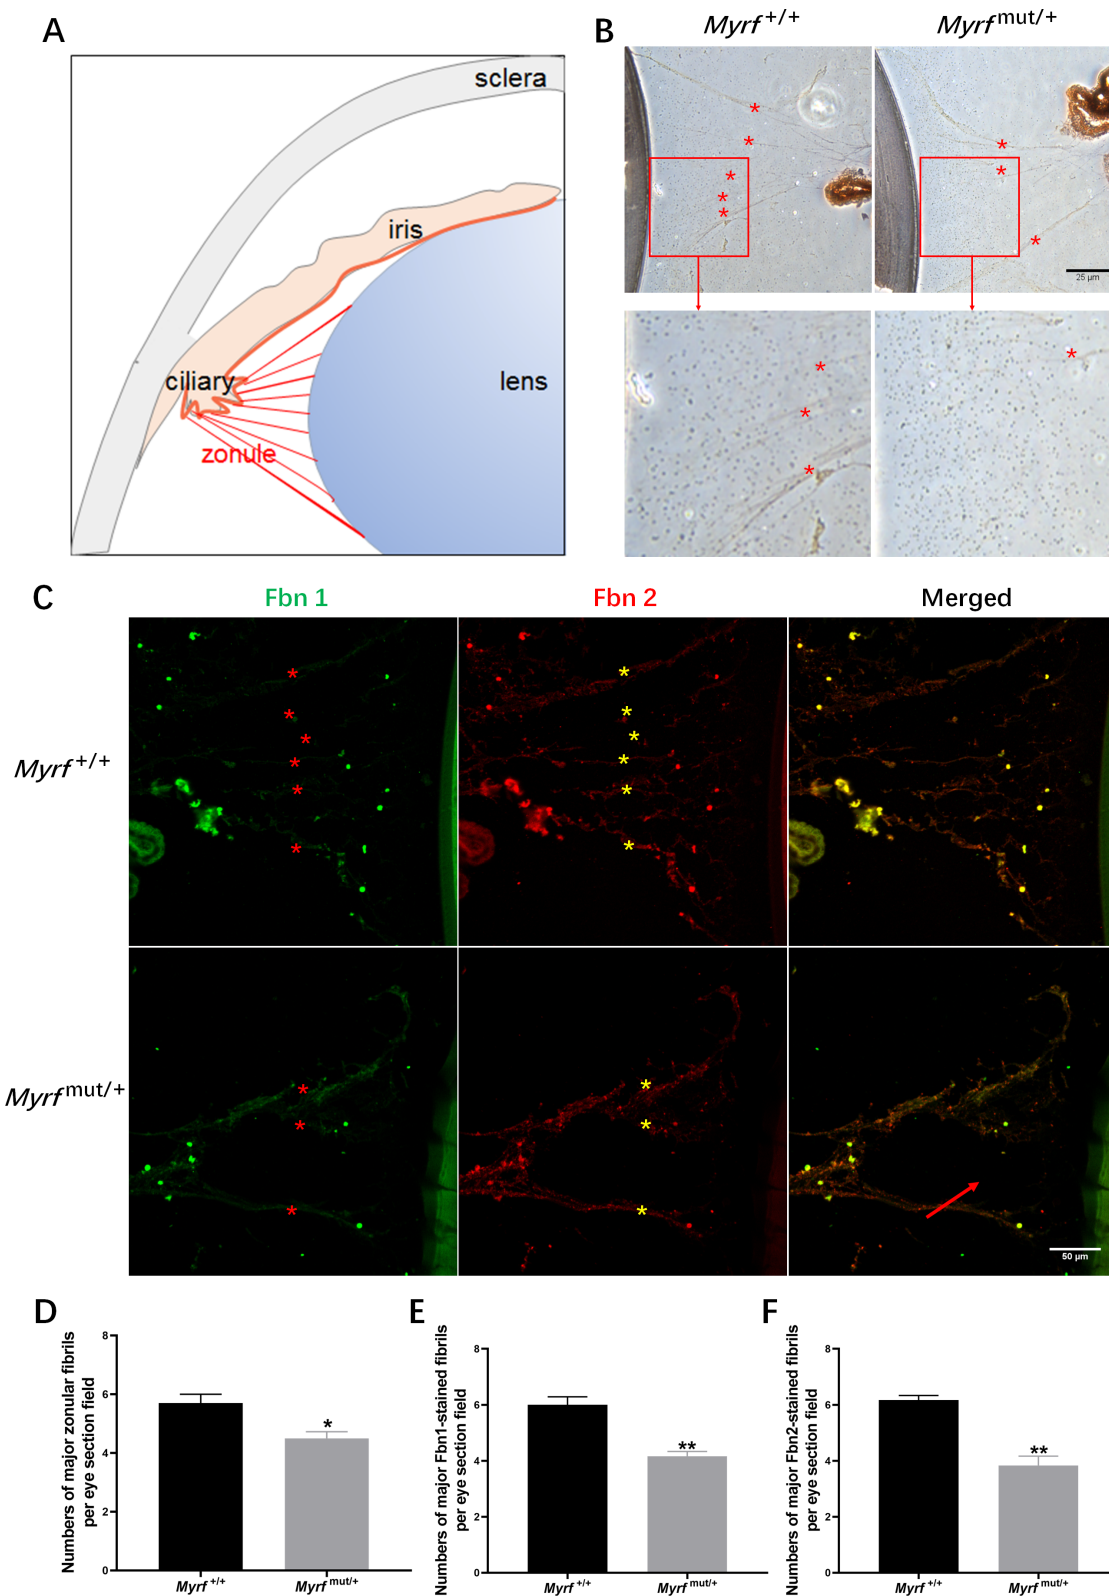 A
sclera
iris
ciliary
lens
zonule
B
Myrf+/+
Myrfmut/+
*
*
*
*
*
*
*
*
25 μm
*
*
*
*
C
Fbn 1
Fbn 2
Merged
Myrf+/+
*
*
*
*
*
*
*
*
*
*
*
*
Myrfmut/+
*
*
*
*
*
*
50 μm
D
Numbers of major zonular fibrils
per eye section field
8
6
4
2
0
*
Myrf+/+
Myrfmut/+
E
Numbers of major Fbn1-stained fibrils
per eye section field
8
6
4
2
0
**
Myrf+/+
Myrfmut/+
F
Numbers of major Fbn2-stained fibrils
per eye section field
8
6
4
2
0
**
Myrf+/+
Myrfmut/+